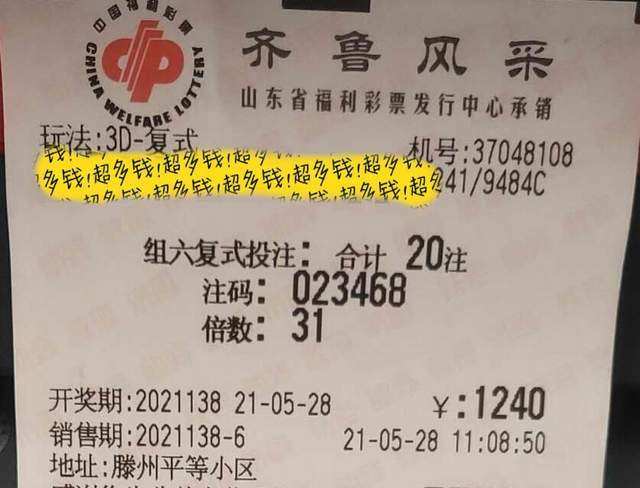 中国福利彩票
CHINA WELFARE LOTTERY
齐鲁风采
山东省福利彩票发行中心承销
玩法:3D-复式
机号:37048108
钱!多钱!超多钱!超多钱!超多钱!超多钱!
多钱!超多钱!超多钱!超多钱!超多钱!超多
241/9484C
组六复式投注: 合计 20注
注码: 023468
倍数: 31
开奖期:2021138 21-05-28
¥:1240
销售期:2021138-6
21-05-28 11:08:50
地址:滕州平等小区